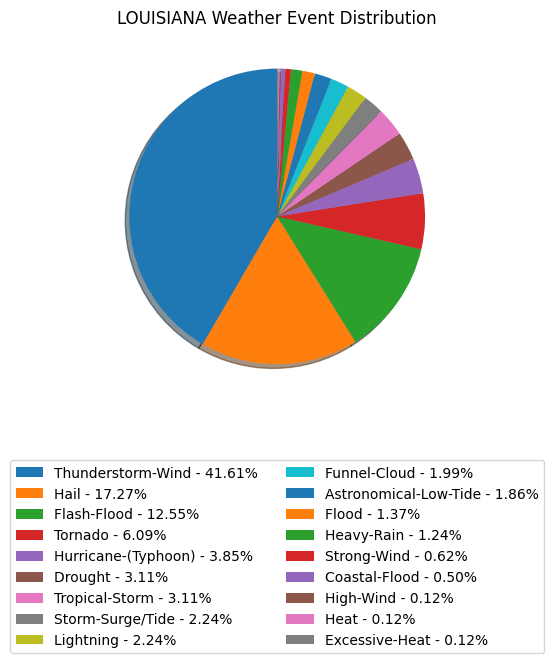 LOUISIANA Weather Event Distribution
Thunderstorm-Wind - 41.61%
Hail - 17.27%
Flash-Flood - 12.55%
Tornado - 6.09%
Hurricane-(Typhoon) - 3.85%
Drought - 3.11%
Tropical-Storm - 3.11%
Storm-Surge/Tide - 2.24%
Lightning - 2.24%
Funnel-Cloud - 1.99%
Astronomical-Low-Tide - 1.86%
Flood - 1.37%
Heavy-Rain - 1.24%
Strong-Wind - 0.62%
Coastal-Flood - 0.50%
High-Wind - 0.12%
Heat - 0.12%
Excessive-Heat - 0.12%